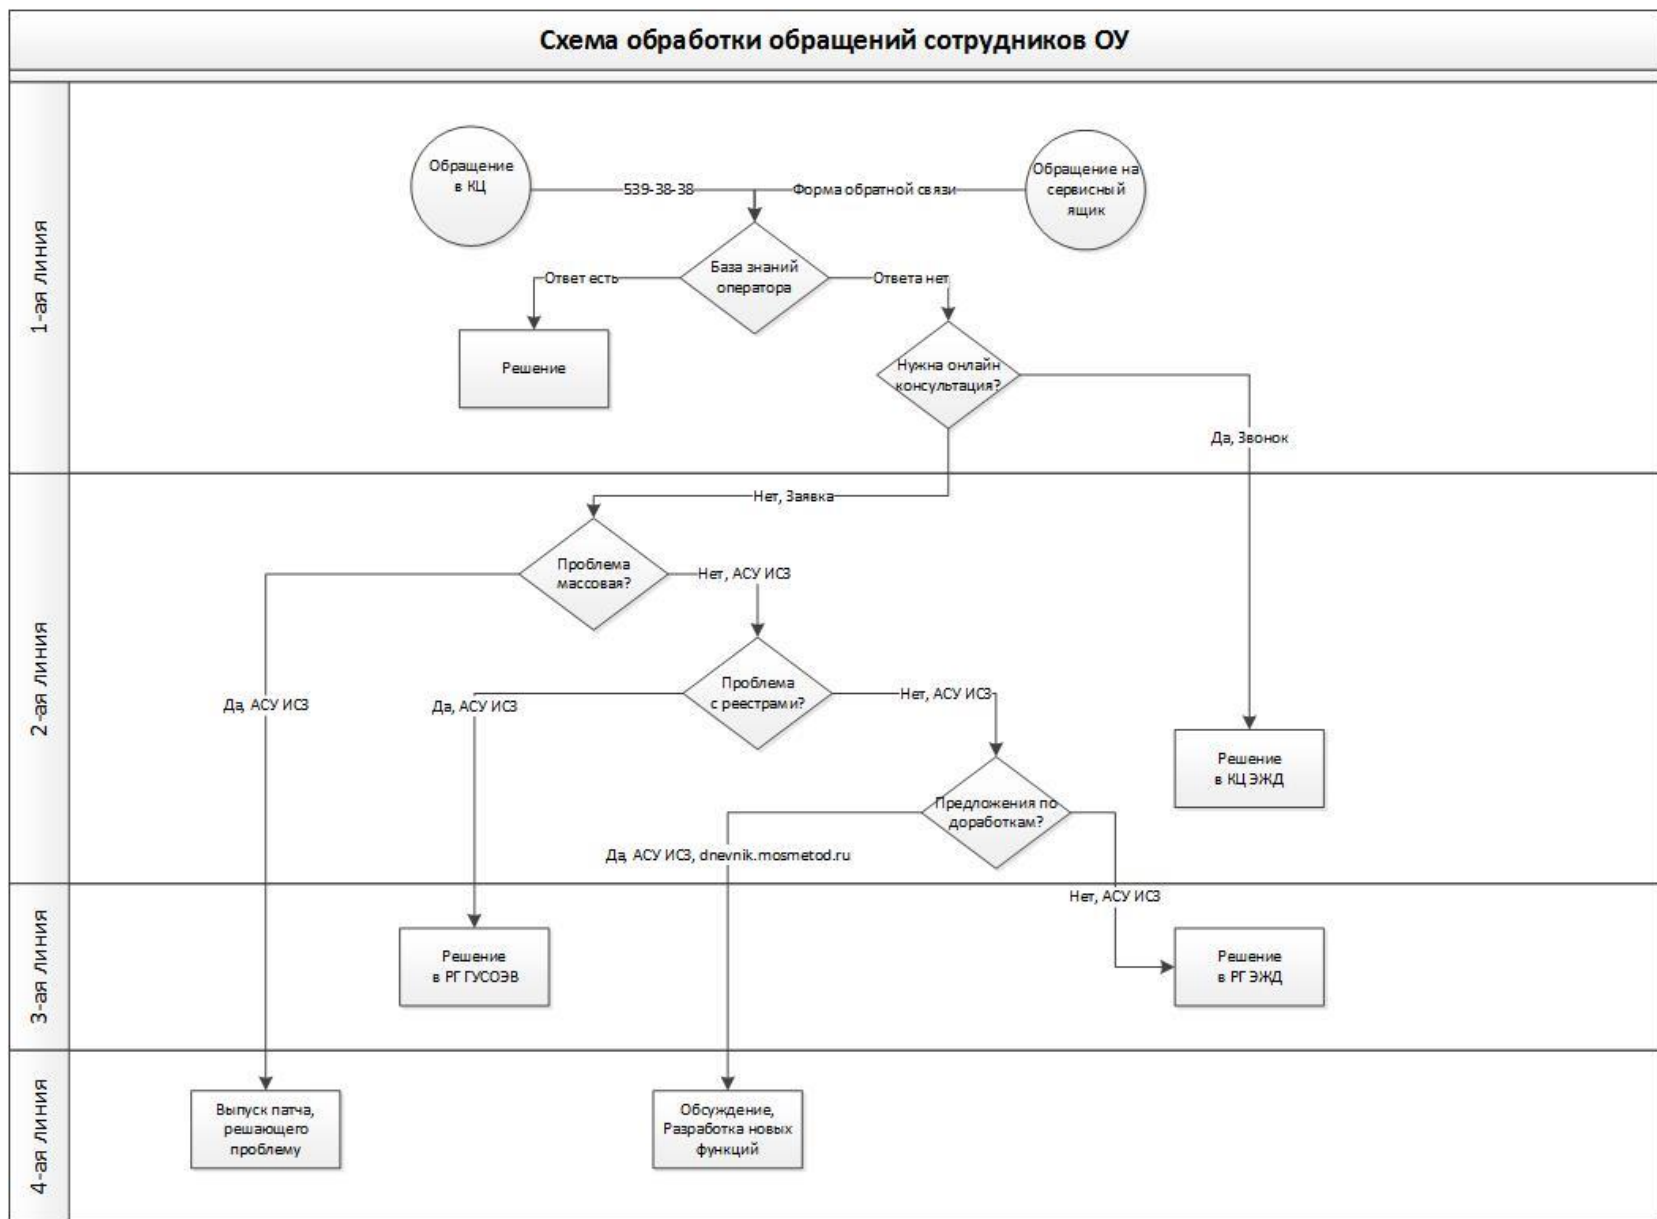 Схема обработки обращений сотрудников ОУ
1-ая линия
Обращение
в КЦ
539-38-38
Форма обратной связи
Обращение на
сервисный
ящик
База знаний
оператора
Ответ есть
Ответа нет
Решение
Нужна онлайн
консультация?
Да, Звонок
2-ая линия
Нет, Заявка
Проблема
массовая?
Нет, АСУ ИСЗ
Да, АСУ ИСЗ
Проблема
с реестрами?
Да, АСУ ИСЗ
Нет, АСУ ИСЗ
Решение
в КЦ ЭЖД
Предложения по
доработкам?
Да, АСУ ИСЗ, dnevnik.mosmetod.ru
3-ая линия
Нет, АСУ ИСЗ
Решение
в РГ ГУСОЭВ
Решение
в РГ ЭЖД
4-ая линия
Выпуск патча,
решающего
проблему
Обсуждение,
Разработка новых
функций